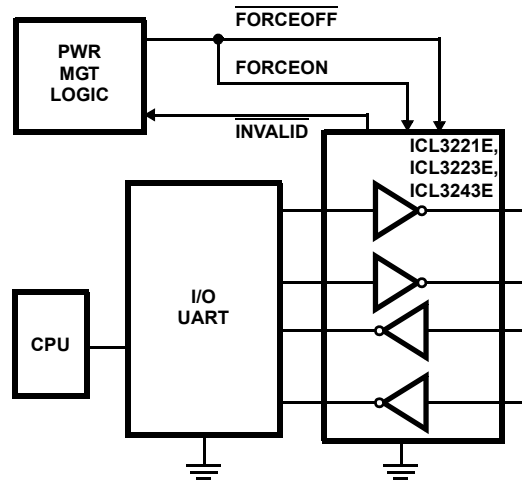 FORCEOFF
PWR
MGT
LOGIC
FORCEON
INVALID
ICL3221E,
ICL3223E,
ICL3243E
I/O
UART
CPU